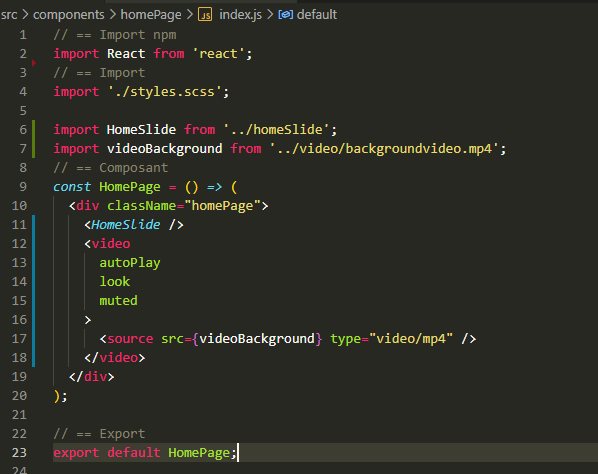 src > components > homePage > JS index.js > default
1 // == Import npm
2 import React from 'react';
3 // == Import
4 import './styles.scss';
5
6 import HomeSlide from '../homeSlide';
7 import videoBackground from '../video/backgroundvideo.mp4';
8 // == Composant
9 const HomePage = () => (
10 <div className="homePage">
11 <HomeSlide />
12 <video
13 autoPlay
14 look
15 muted
16 >
17 <source src={videoBackground} type="video/mp4" />
18 </video>
19 </div>
20 );
21
22 // == Export
23 export default HomePage;
24